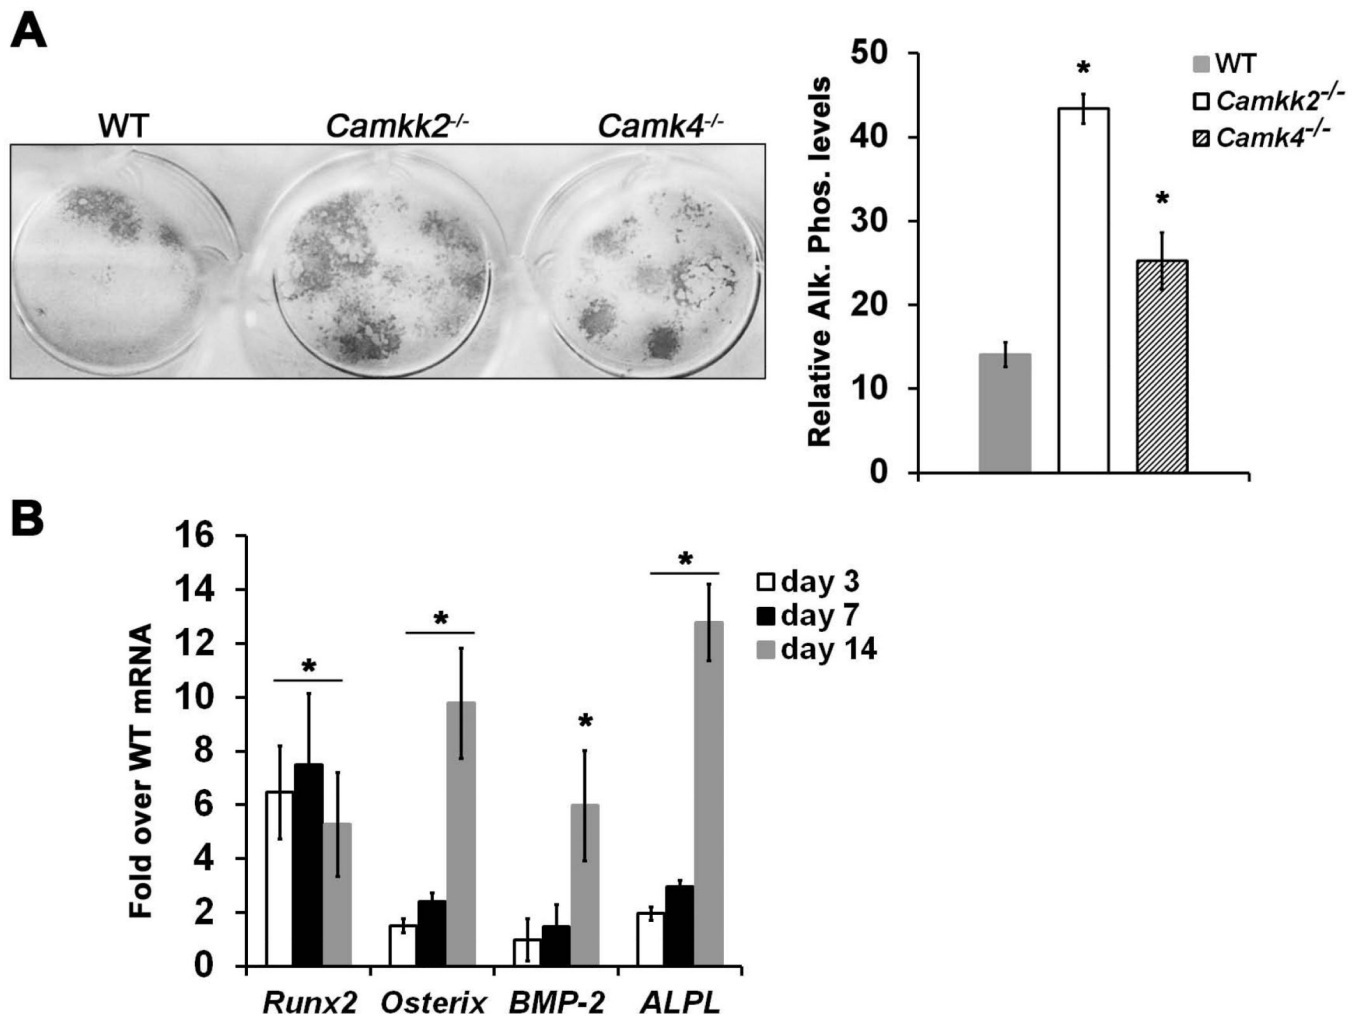 A
WT
Camkk2-/-
Camk4-/-
Relative Alk. Phos. levels
50
40
30
20
10
0
*
*
WT
Camkk2-/-
Camk4-/-
B
Fold over WT mRNA
16
14
12
10
8
6
4
2
0
*
*
*
*
day 3
day 7
day 14
Runx2 Osterix BMP-2 ALPL